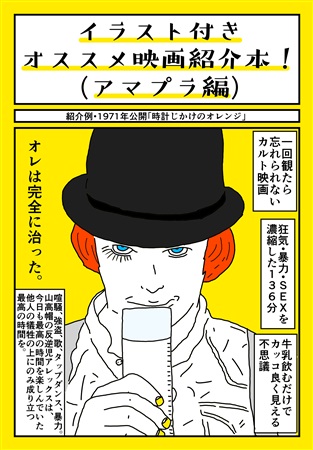 イラスト付き
オススメ映画紹介本！
(アマプラ編)
紹介例・1971年公開「時計じかけのオレンジ」
一回観たら
忘れられない
カルト映画
狂気・暴力・SEXを
濃縮した136分
牛乳飲むだけで
カッコ良く見える
不思議
オレは完全に治った。
喧騒、強盗、歌、タップダンス、暴力。
山高帽の反逆児アレックスは、
今日も最高の時間を楽しんでいた
他人の犠牲の上にのみ成り立つ
最高の時間を。